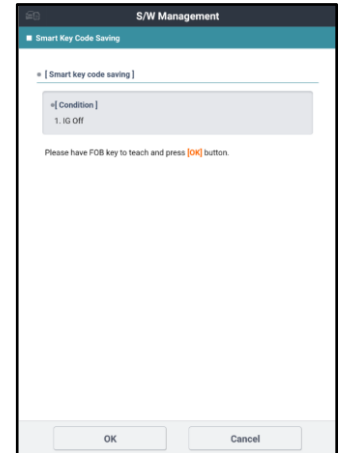 S/W Management
■ Smart Key Code Saving
[ Smart key code saving ]
[ Condition ]
1. IG Off
Please have FOB key to teach and press [OK] button.
OK
Cancel